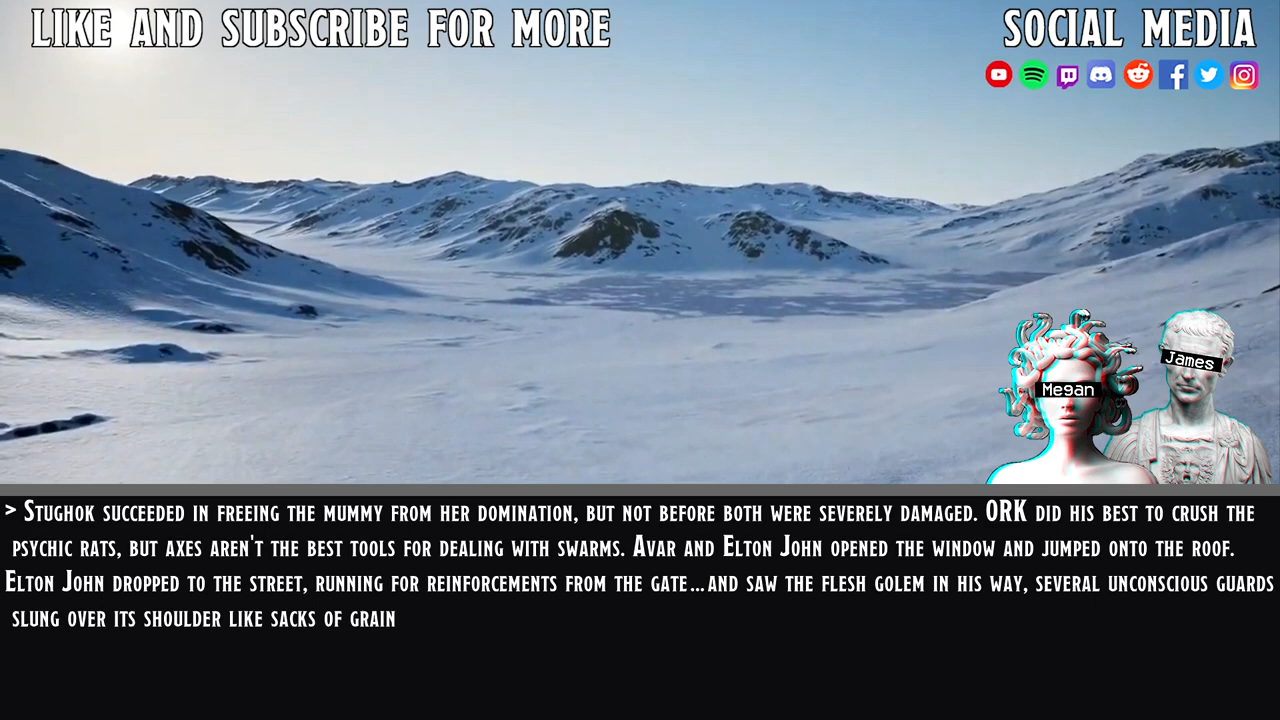 LIKE AND SUBSCRIBE FOR MORE
SOCIAL MEDIA
Megan
James
> Stughok succeeded in freeing the mummy from her domination, but not before both were severely damaged. ORK did his best to crush the
psychic rats, but axes aren't the best tools for dealing with swarms. Avar and Elton John opened the window and jumped onto the roof.
Elton John dropped to the street, running for reinforcements from the gate...and saw the flesh golem in his way, several unconscious guards
slung over its shoulder like sacks of grain